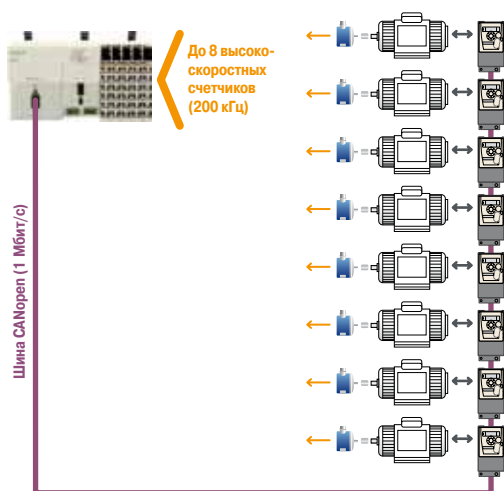 До 8 высоко-
скоростных
счетчиков
(200 кГц)
Шина CANopen (1 Мбит/с)